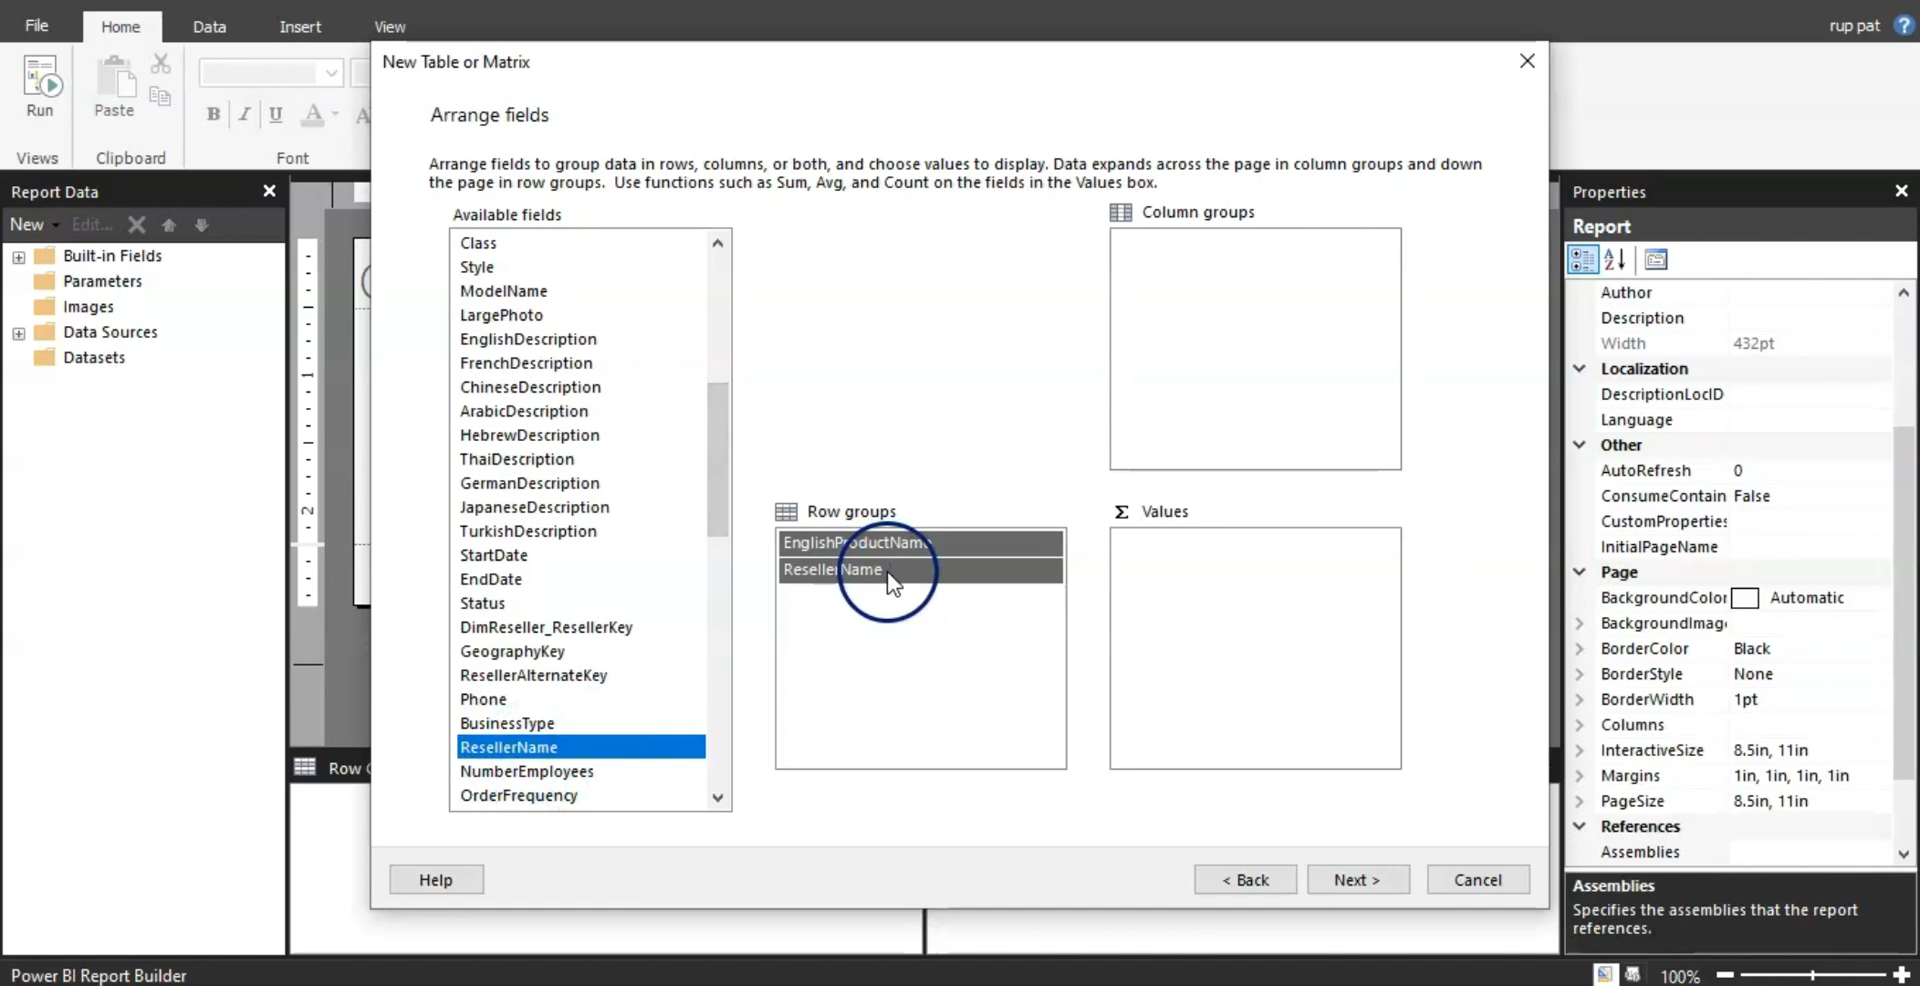 File
Home
Data
Insert
View
rup pat
?
Run
Paste
B I U A
Views
Clipboard
Font
New Table or Matrix
Arrange fields
Arrange fields to group data in rows, columns, or both, and choose values to display. Data expands across the page in column groups and down
the page in row groups. Use functions such as Sum, Avg, and Count on the fields in the Values box.
Report Data
New
Edit...
Built-in Fields
Parameters
Images
Data Sources
Datasets
1
2
Row
Available fields
Class
Style
ModelName
LargePhoto
EnglishDescription
FrenchDescription
ChineseDescription
ArabicDescription
HebrewDescription
ThaiDescription
GermanDescription
JapaneseDescription
TurkishDescription
StartDate
EndDate
Status
DimReseller_ResellerKey
GeographyKey
ResellerAlternateKey
Phone
BusinessType
ResellerName
NumberEmployees
OrderFrequency
Column groups
Row groups
EnglishProductName
ResellerName
Σ Values
Help
< Back
Next >
Cancel
Properties
Report
Author
Description
Width 432pt
Localization
DescriptionLocID
Language
Other
AutoRefresh 0
ConsumeContain False
CustomProperties
InitialPageName
Page
BackgroundColor Automatic
BackgroundImage
BorderColor Black
BorderStyle None
BorderWidth 1pt
Columns
InteractiveSize 8.5in, 11in
Margins 1in, 1in, 1in, 1in
PageSize 8.5in, 11in
References
Assemblies
Assemblies
Specifies the assemblies that the report
references.
Power BI Report Builder
100%